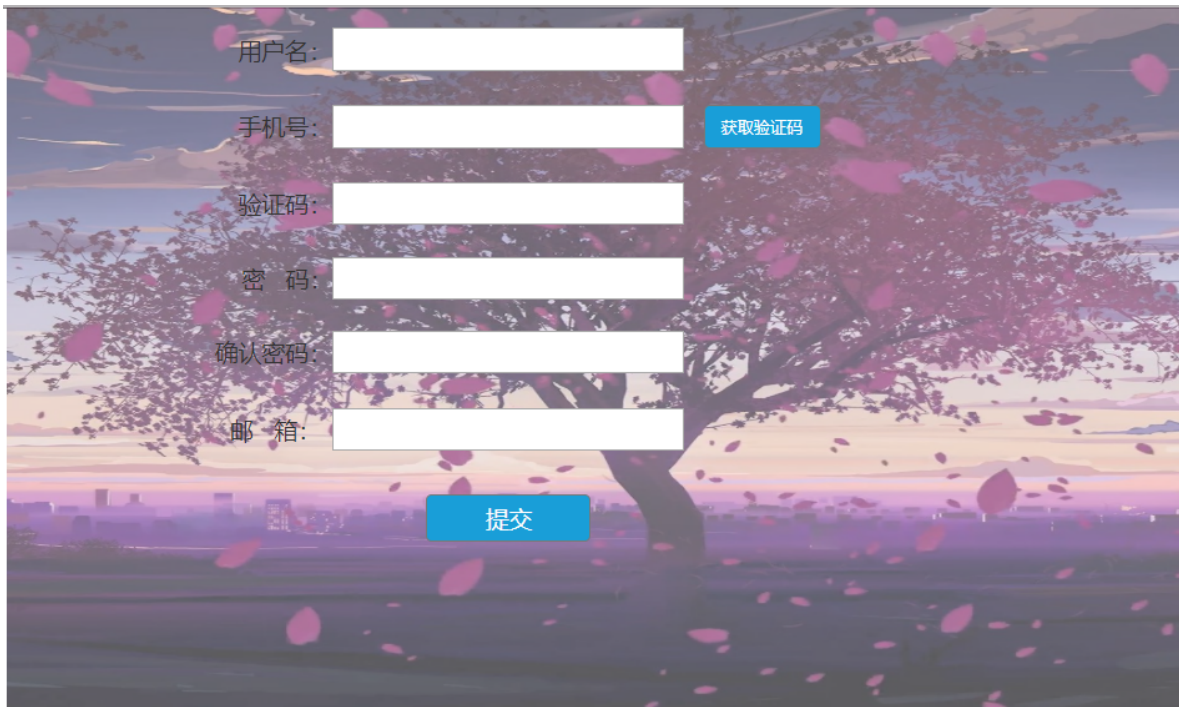 用户名：
手机号： 获取验证码
验证码：
密 码：
确认密码：
邮 箱：
提交